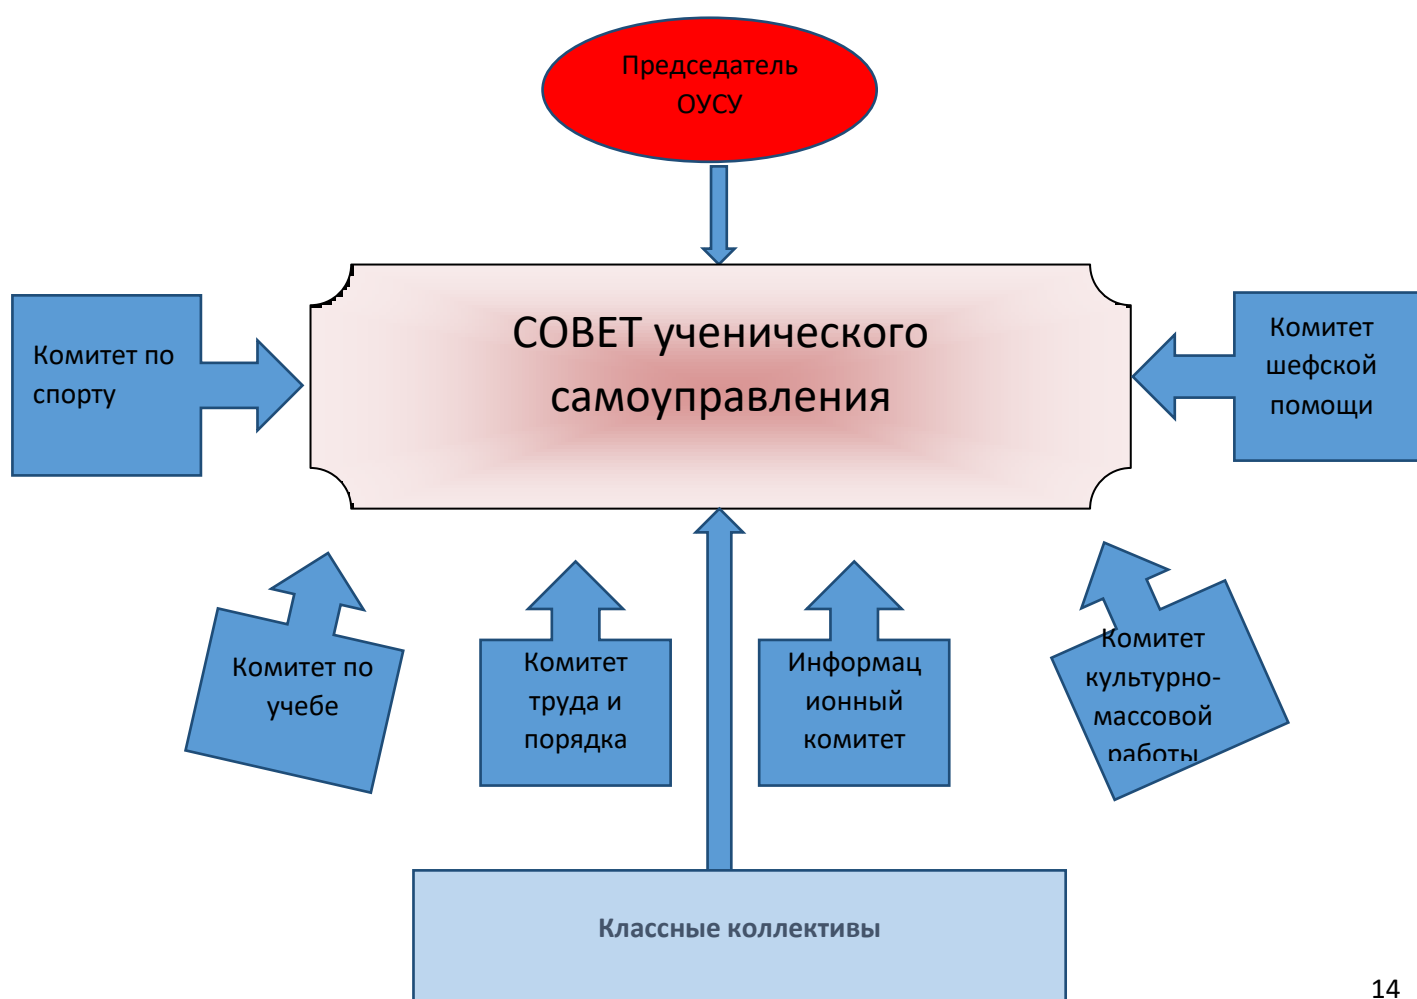 Председатель
ОУСУ
СОВЕТ ученического
самоуправления
Комитет по
спорту
Комитет
шефской
помощи
Комитет по
учебе
Комитет
труда и
порядка
Информац
ионный
комитет
Комитет
культурно-
массовой
работы
Классные коллективы
14